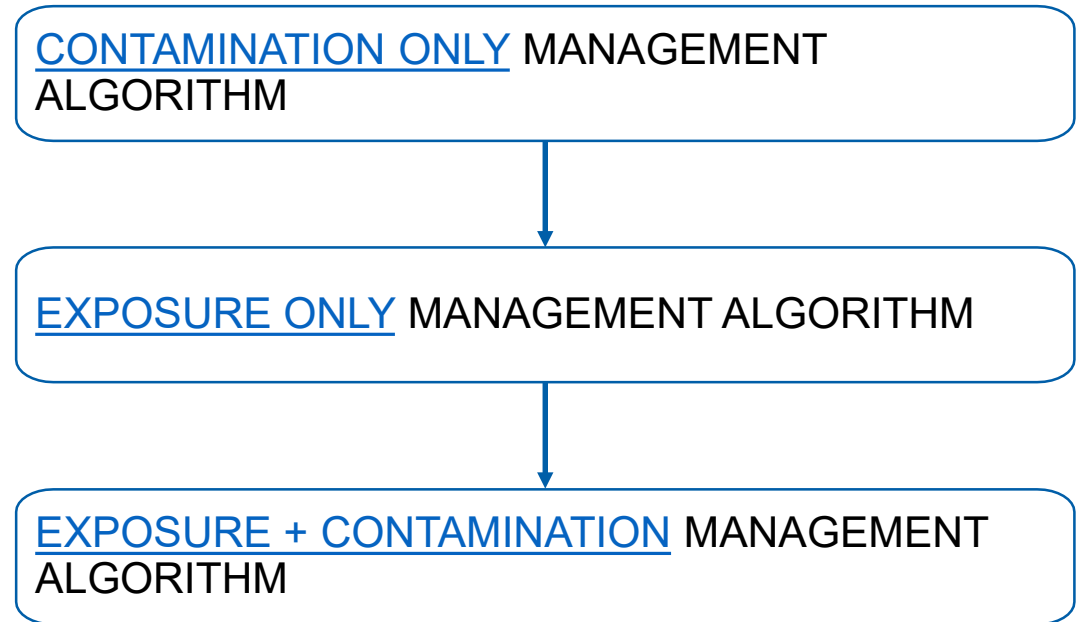 CONTAMINATION ONLY MANAGEMENT
ALGORITHM
EXPOSURE ONLY MANAGEMENT ALGORITHM
EXPOSURE + CONTAMINATION MANAGEMENT
ALGORITHM